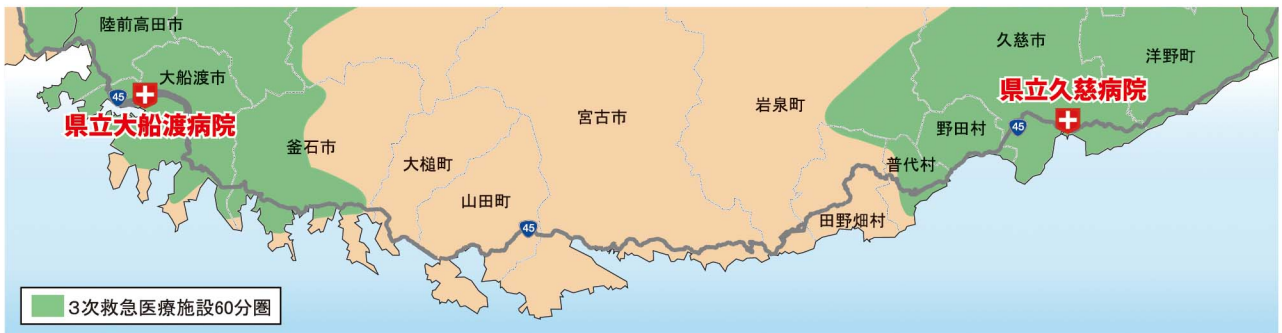 陸前高田市
大船渡市
45
県立大船渡病院
釜石市
大槌町
山田町
45
宮古市
岩泉町
田野畑村
普代村
野田村
久慈市
洋野町
県立久慈病院
45
3次救急医療施設60分圏